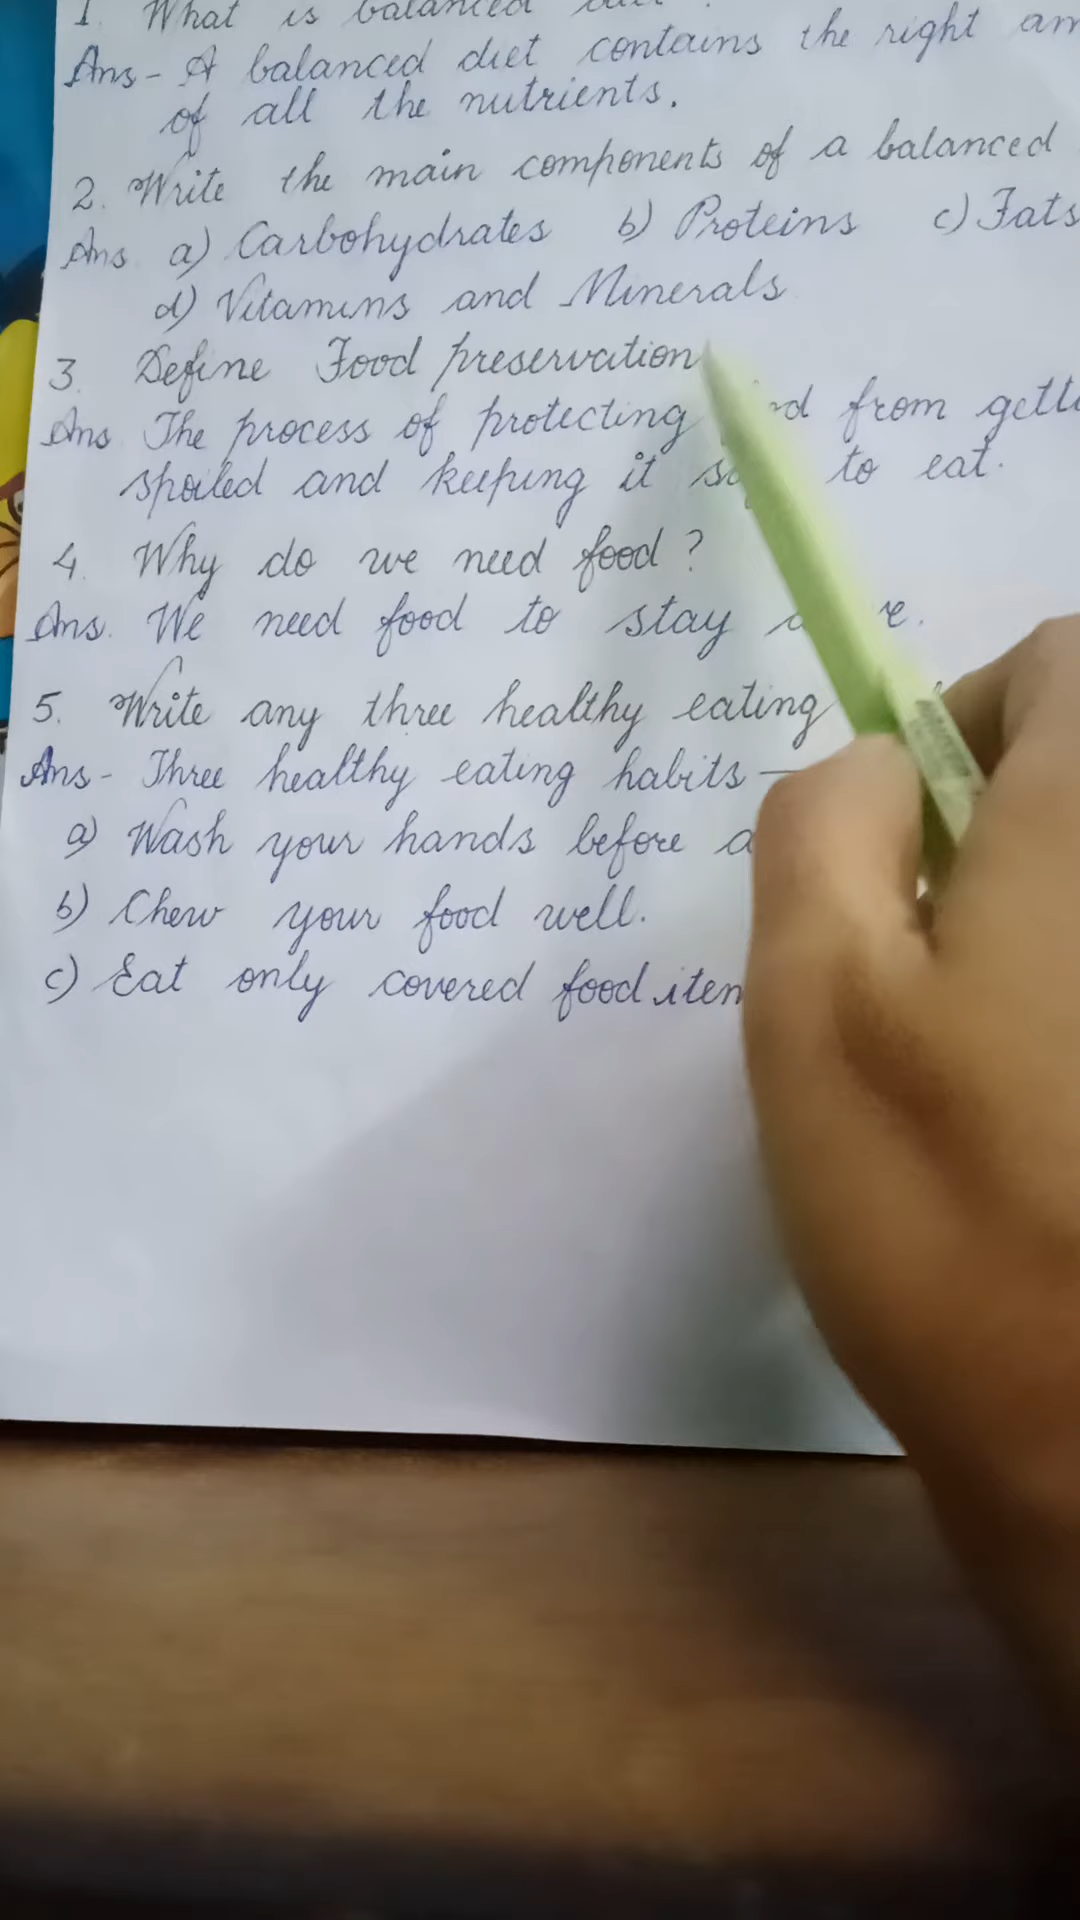 1. What is balanced
Ans - A balanced diet contains the right
of all the nutrients.
2. Write the main components of a balanced
Ans a) Carbohydrates b) Proteins c) Fats
d) Vitamins and Minerals
3. Define Food preservation
Ans The process of protecting from
spoiled and keeping it to eat.
4. Why do we need food ?
Ans. We need food to stay
5. Write any three healthy eating
Ans - Three healthy eating habits —
a) Wash your hands before
b) Chew your food well.
c) Eat only covered food